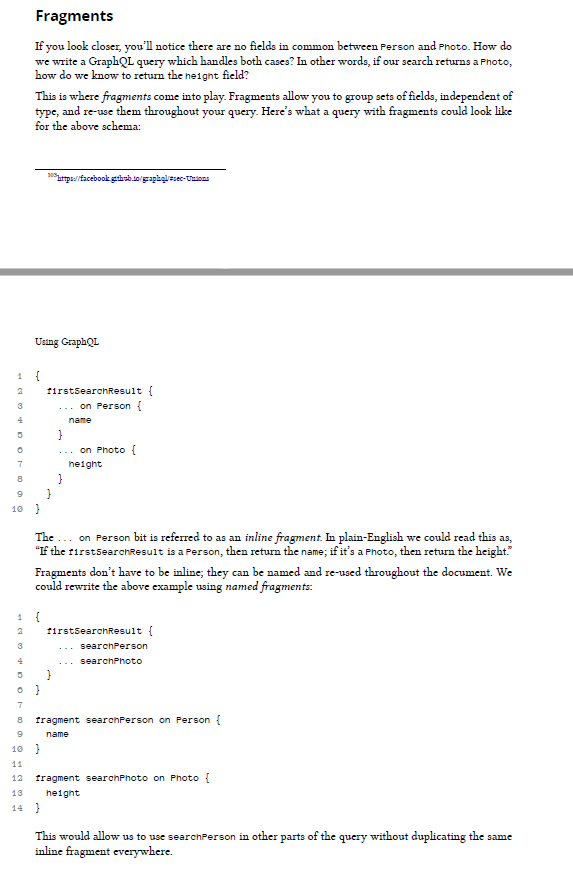 Fragments
If you look closer, you'll notice there are no fields in common between Person and Photo. How do
we write a GraphQL query which handles both cases? In other words, if our search returns a Photo,
how do we know to return the height field?
This is where fragments come into play. Fragments allow you to group sets of fields, independent of
type, and re-use them throughout your query. Here's what a query with fragments could look like
for the above schema:
103https://facebook.github.io/graphql/#sec-Unions
Using GraphQL
1 {
2 firstSearchResult {
3 ... on Person {
4 name
5 }
6 ... on Photo {
7 height
8 }
9 }
10 }
The ... on Person bit is referred to as an inline fragment. In plain-English we could read this as,
"If the firstSearchResult is a Person, then return the name; if it's a Photo, then return the height."
Fragments don't have to be inline; they can be named and re-used throughout the document. We
could rewrite the above example using named fragments:
1 {
2 firstSearchResult {
3 ... searchPerson
4 ... searchPhoto
5 }
6 }
7
8 fragment searchPerson on Person {
9 name
10 }
11
12 fragment searchPhoto on Photo {
13 height
14 }
This would allow us to use searchPerson in other parts of the query without duplicating the same
inline fragment everywhere.